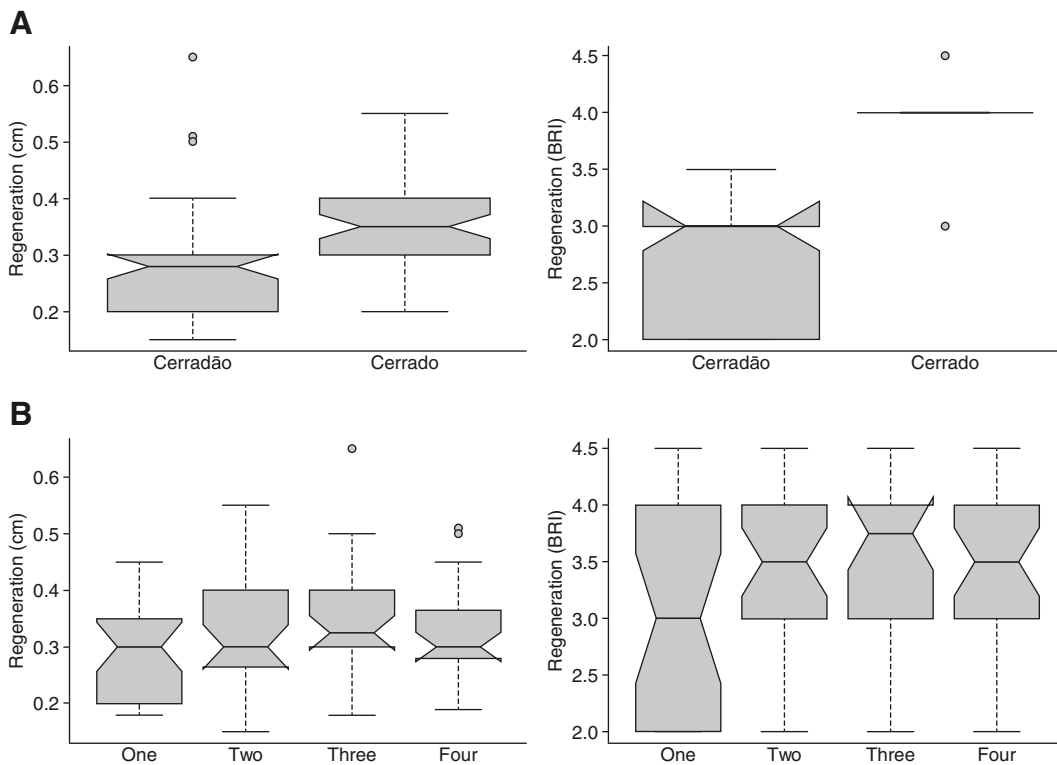 A
Regeneration (cm)
0.6
0.5
0.4
0.3
0.2
Cerradão Cerrado
Regeneration (BRI)
4.5
4.0
3.5
3.0
2.5
2.0
Cerradão Cerrado
B
Regeneration (cm)
0.6
0.5
0.4
0.3
0.2
One Two Three Four
Regeneration (BRI)
4.5
4.0
3.5
3.0
2.5
2.0
One Two Three Four